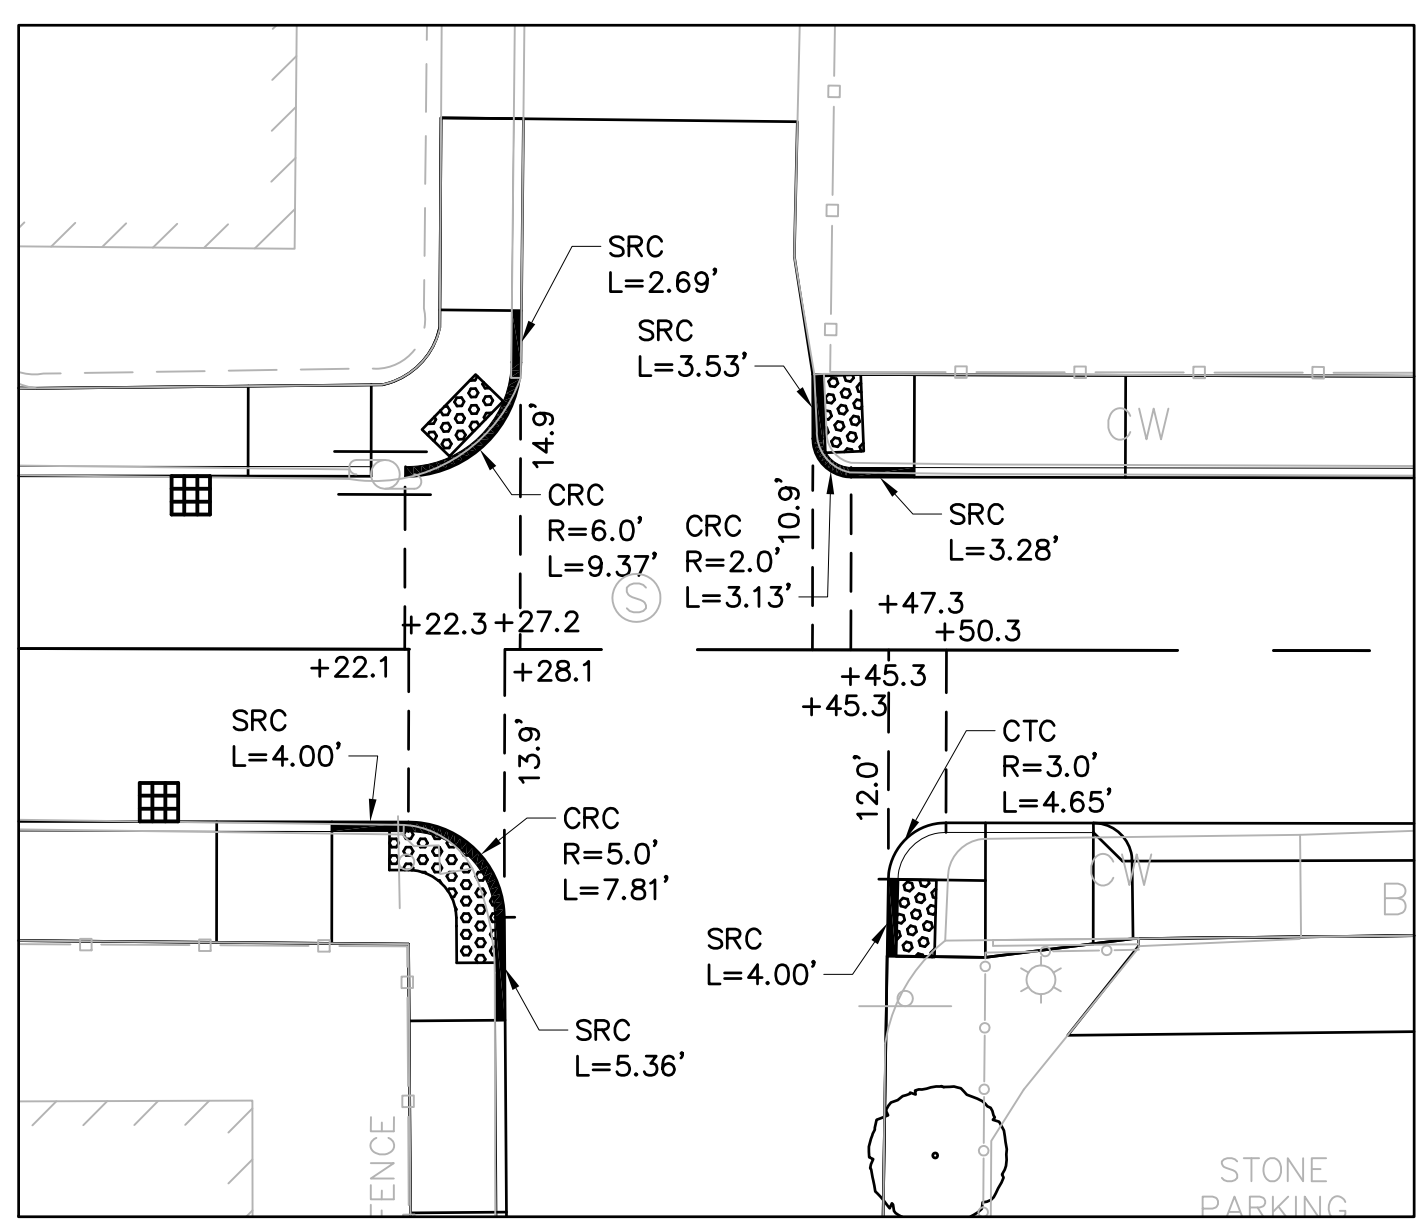 SRC
L=2.69'
SRC
L=3.53'
CW
14.9'
CRC
R=6.0'
L=9.37'
10.9'
CRC
R=2.0'
L=3.13'
SRC
L=3.28'
S
+22.3
+27.2
+47.3
+50.3
+22.1
+28.1
+45.3
+45.3
SRC
L=4.00'
13.9'
12.0'
CTC
R=3.0'
L=4.65'
CRC
R=5.0'
L=7.81'
CW
B
SRC
L=4.00'
SRC
L=5.36'
FENCE
STONE
PARKING